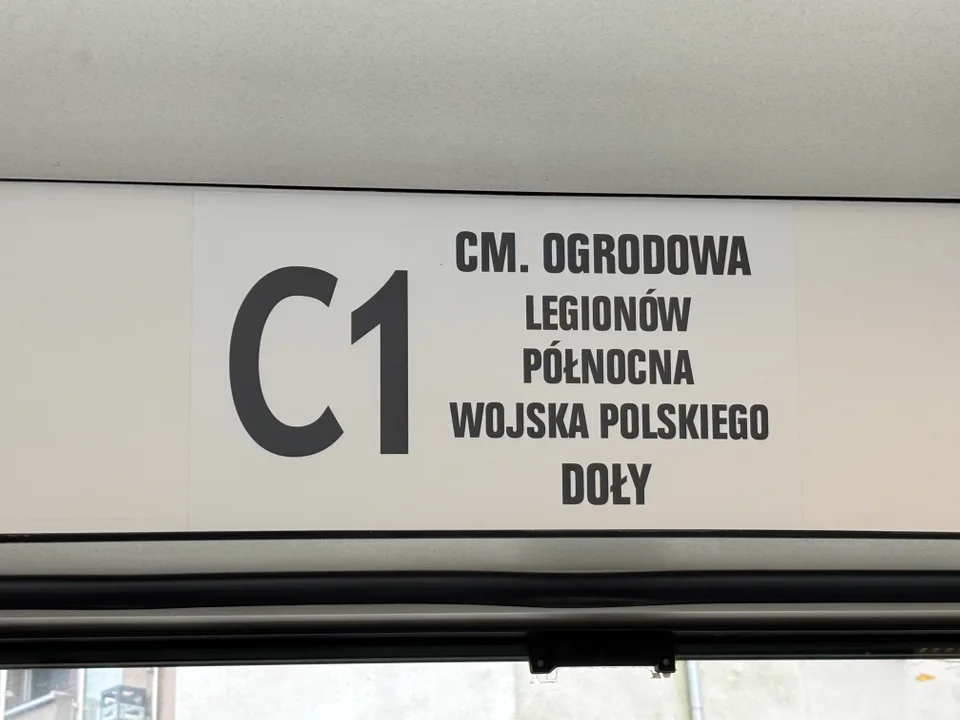 C1
CM. OGRODOWA
LEGIONÓW
PÓŁNOCNA
WOJSKA POLSKIEGO
DOŁY